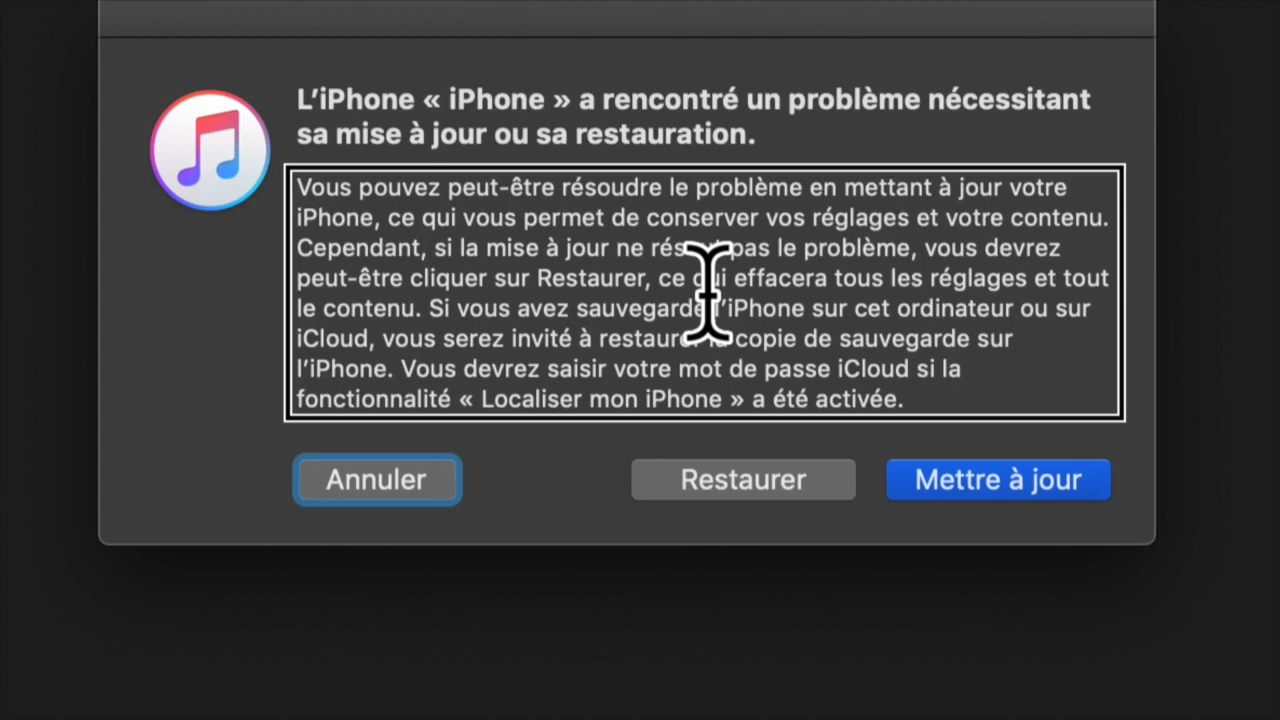 L’iPhone « iPhone » a rencontré un problème nécessitant
sa mise à jour ou sa restauration.
Vous pouvez peut-être résoudre le problème en mettant à jour votre
iPhone, ce qui vous permet de conserver vos réglages et votre contenu.
Cependant, si la mise à jour ne pas le problème, vous devrez
peut-être cliquer sur Restaurer, ce qui effacera tous les réglages et tout
le contenu. Si vous avez sauvegardé l’iPhone sur cet ordinateur ou sur
iCloud, vous serez invité à restaurer copie de sauvegarde sur
l’iPhone. Vous devrez saisir votre mot de passe iCloud si la
fonctionnalité « Localiser mon iPhone » a été activée.
Annuler Restaurer Mettre à jour